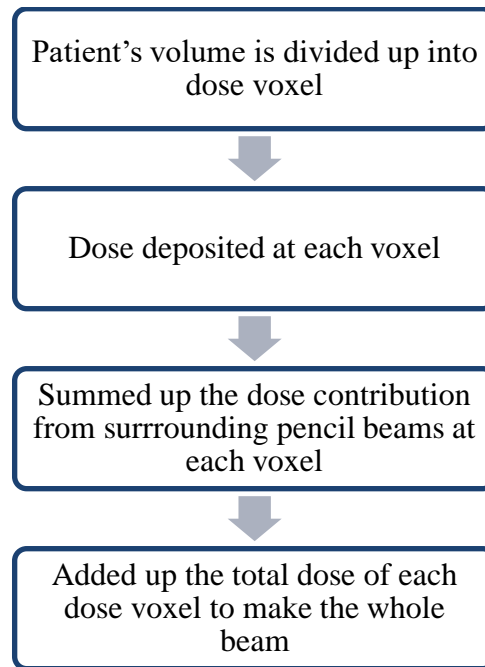 Patient’s volume is divided up into
dose voxel
Dose deposited at each voxel
Summed up the dose contribution
from surrrounding pencil beams at
each voxel
Added up the total dose of each
dose voxel to make the whole
beam